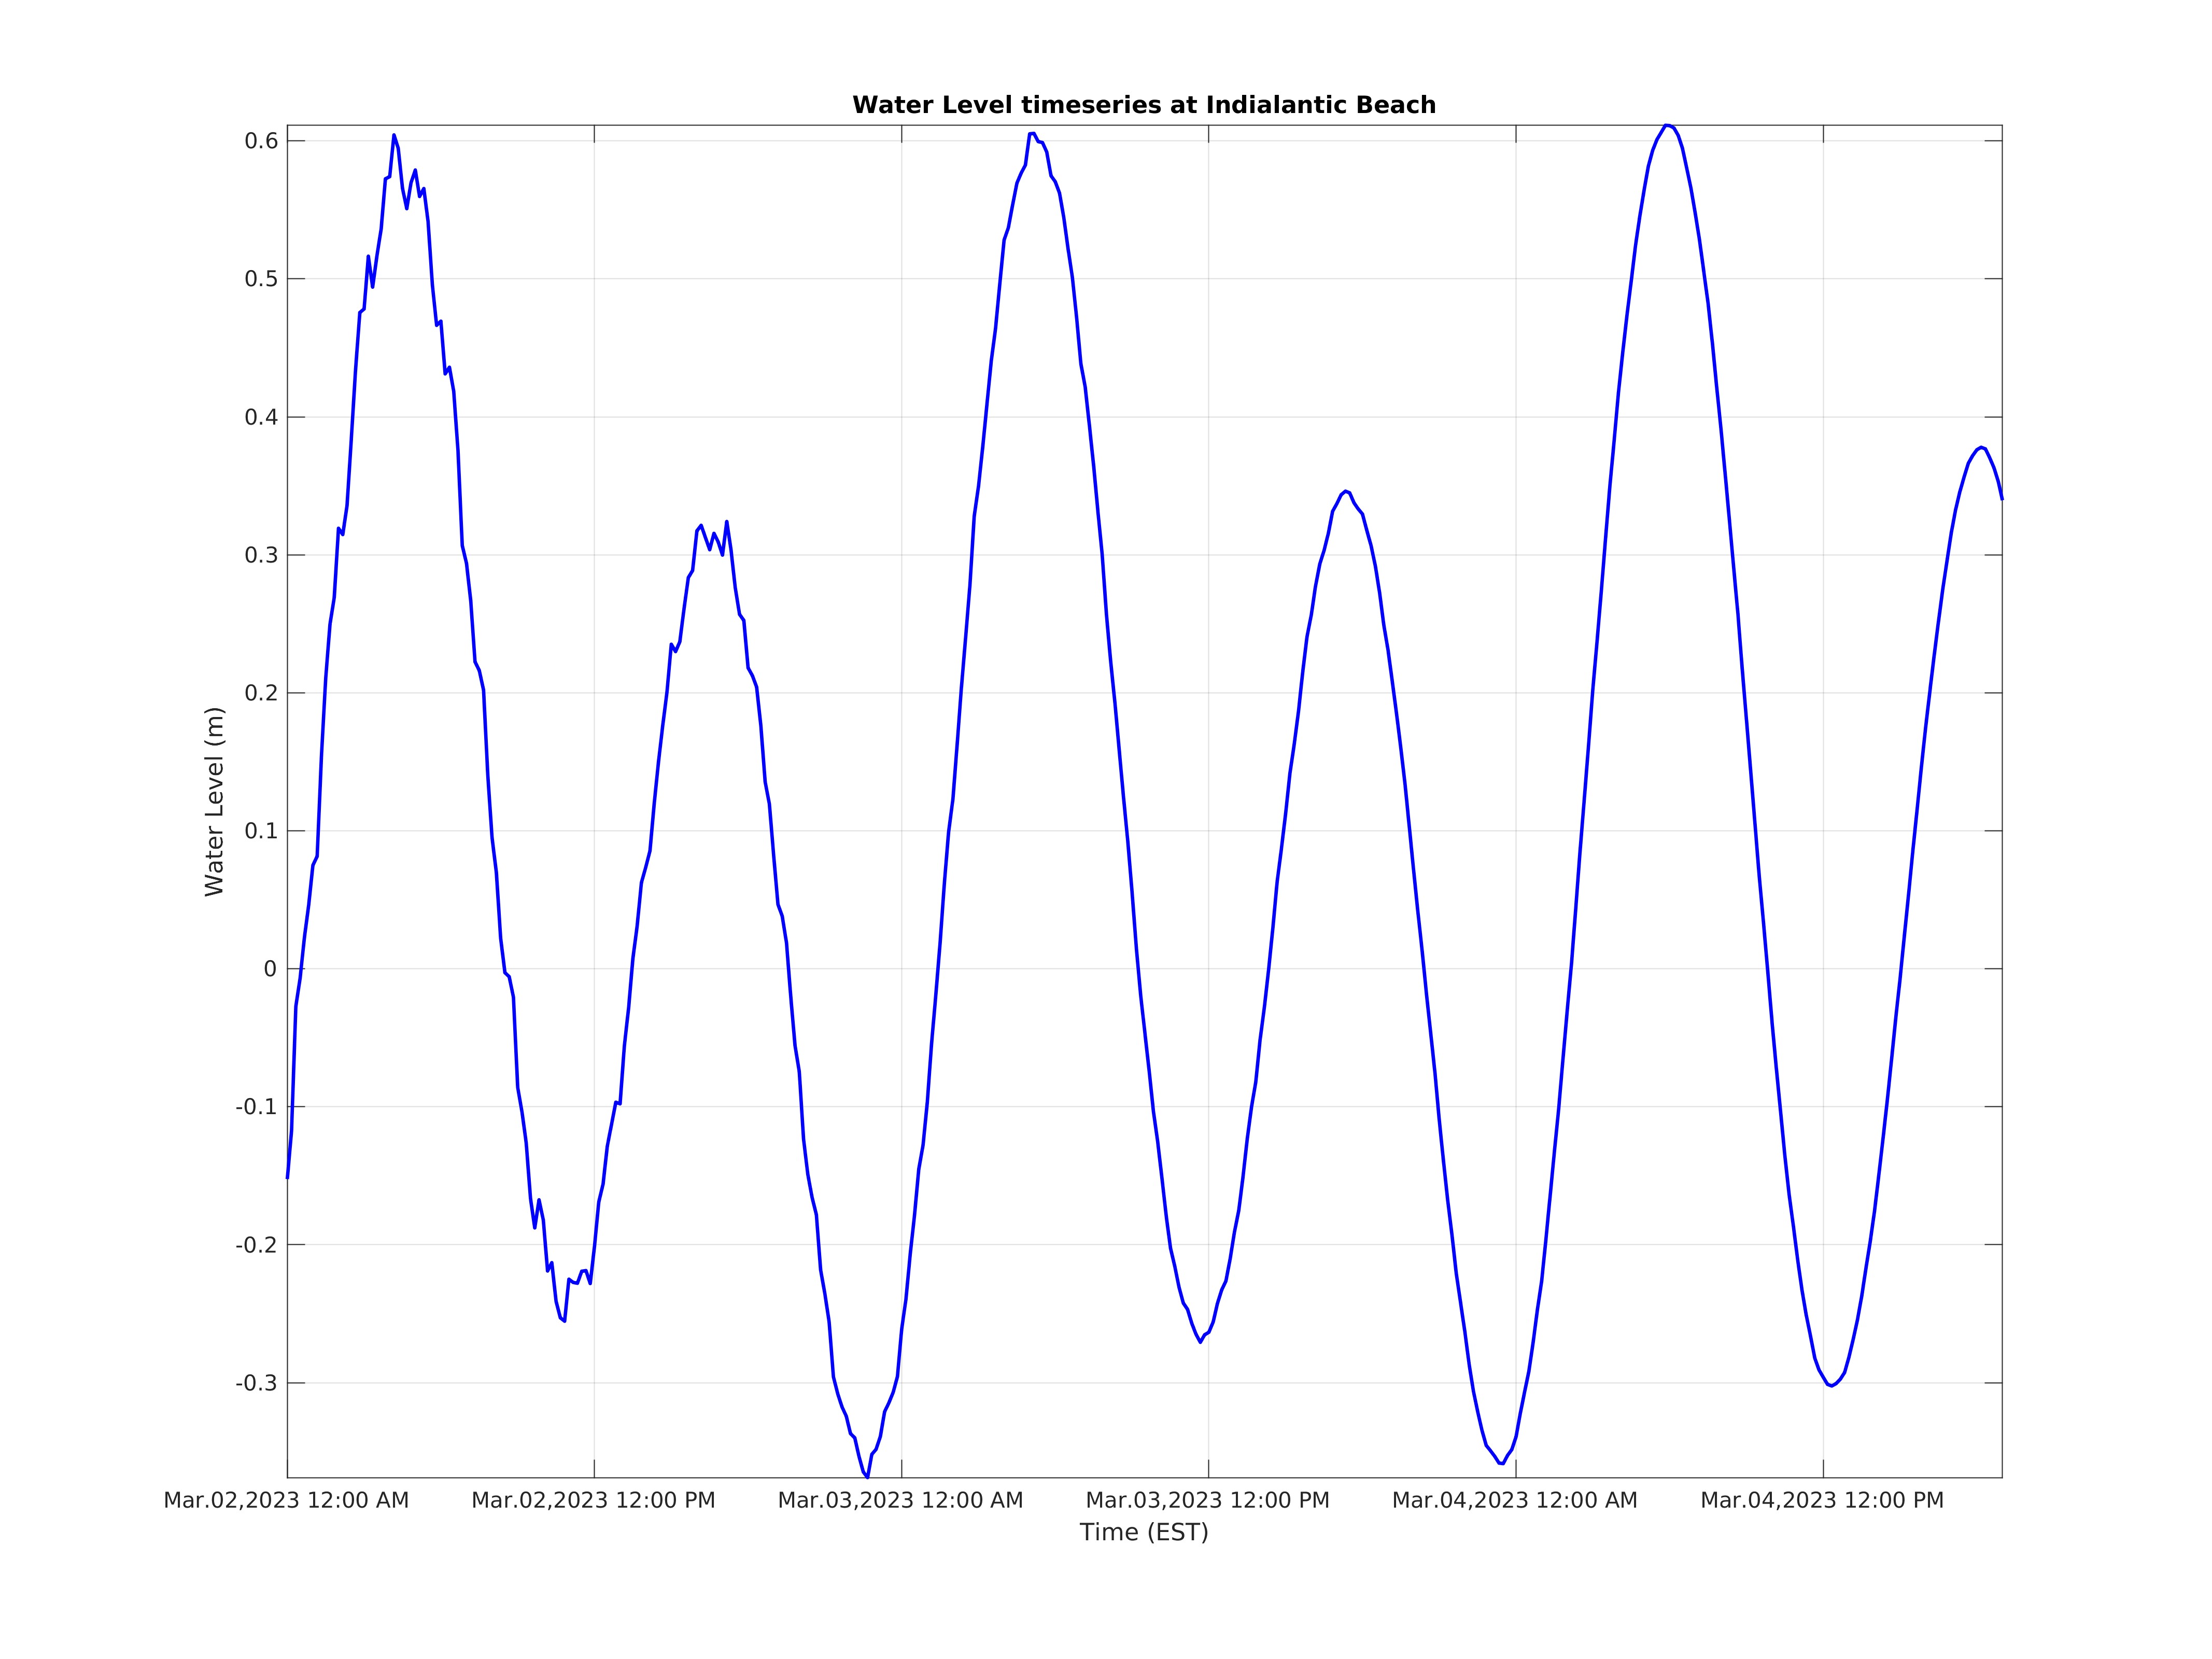 Water Level timeseries at Indialantic Beach
0.6
0.5
0.4
0.3
0.2
0.1
0
-0.1
-0.2
-0.3
Water Level (m)
Mar.02,2023 12:00 AM Mar.02,2023 12:00 PM Mar.03,2023 12:00 AM Mar.03,2023 12:00 PM Mar.04,2023 12:00 AM Mar.04,2023 12:00 PM
Time (EST)